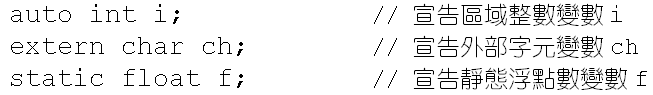 auto int i; // 宣告區域整數變數 i
extern char ch; // 宣告外部字元變數 ch
static float f; // 宣告靜態浮點數變數 f